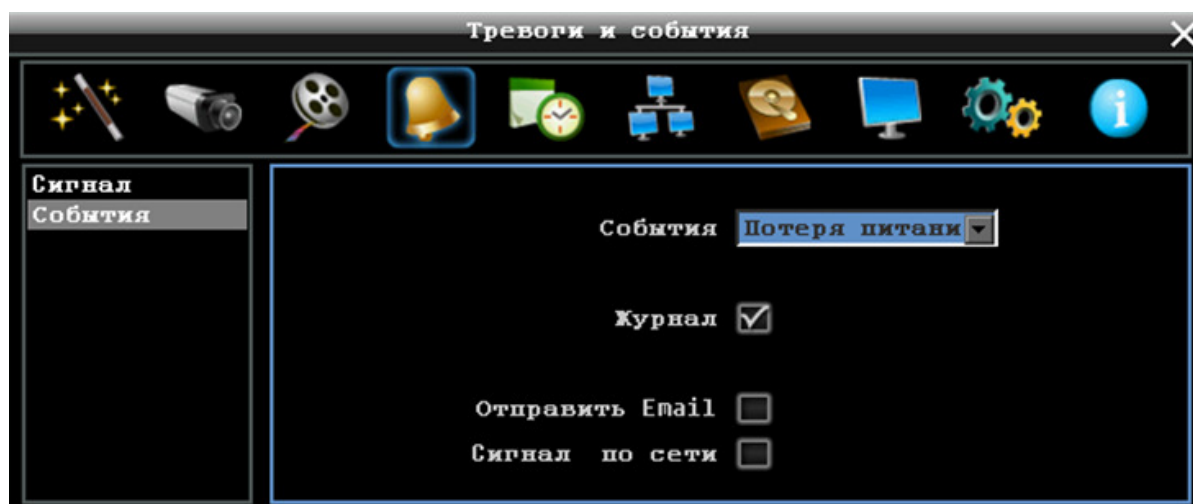 Тревоги и события
Сигнал
События
События Потеря питани
Журнал
Отправить Email
Сигнал по сети